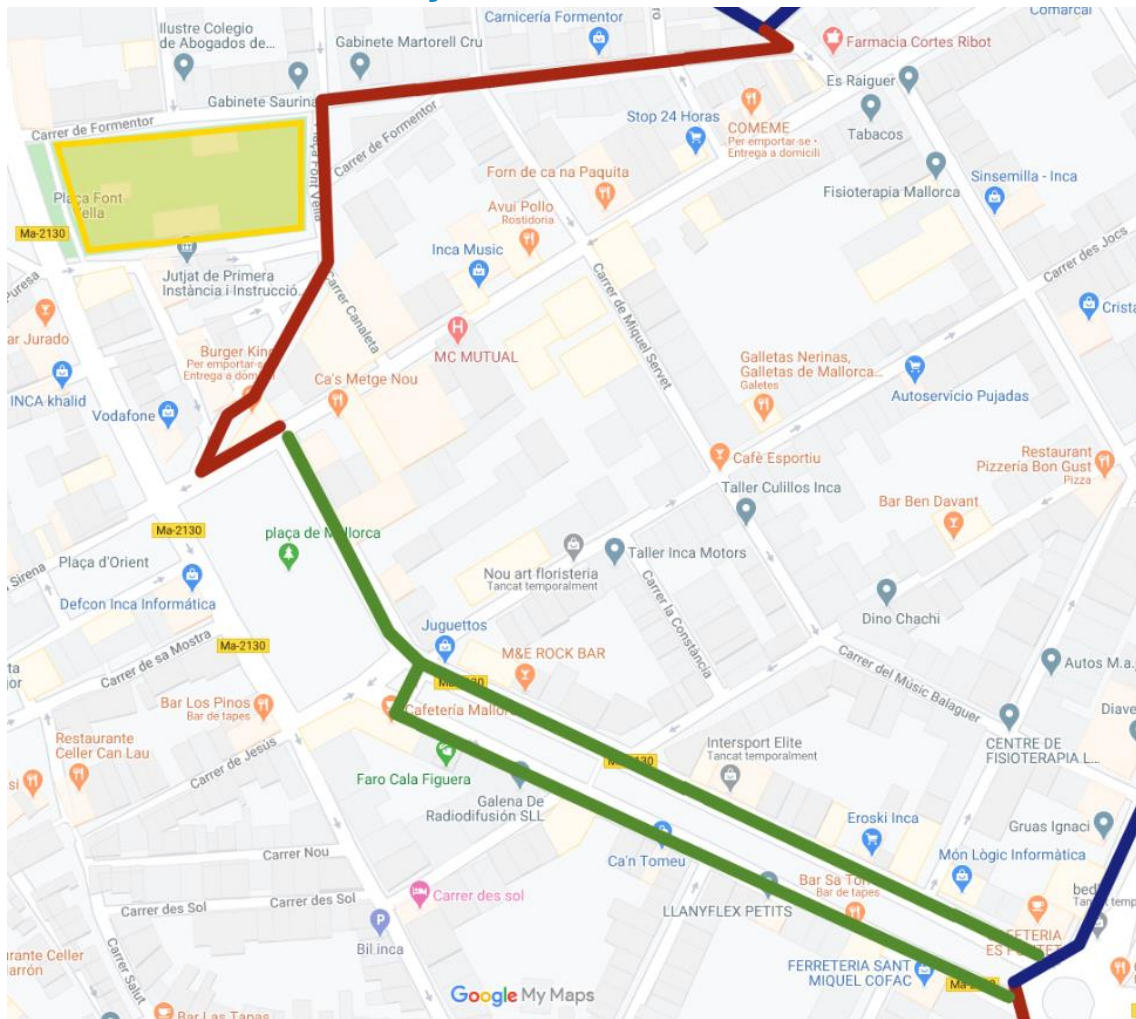 Comarcal
Ilustre Colegio
de Abogados de...
Gabinete Martorell Cru
Carnicería Formentor
Farmacia Cortes Ribot
Gabinete Saurina
Es Raiguer
Carrer de Formentor
Stop 24 Horas
COMEME
Per emportar-se •
Entrega a domicili
Tabacos
Plaça Font Vella
Carrer de Formentor
Forn de ca na Paquita
Fisioterapia Mallorca
Sinsemilla - Inca
Plaça Font
Vella
Ma-2130
Avui Pollo
Rostidoria
Inca Music
Carrer des Jocs
Jutjat de Primera
Instància i Instrucció...
Carrer Canaleta
Carrer de Miquel Servet
Puresa
ar Jurado
MC MUTUAL
Crista
Burger King
Per emportar-se
Entrega a domi
Ca's Metge Nou
Galletas Nerinas,
Galletas de Mallorca...
Galetes
Autoservicio Pujadas
INCA khalid
Vodafone
Cafè Esportiu
Restaurant
Pizzería Bon Gust
Pizza
Taller Culillos Inca
Bar Ben Davant
Ma-2130
plaça de Mallorca
Plaça d'Orient
Sirena
Taller Inca Motors
Nou art floristeria
Tancat temporalment
Defcon Inca Informática
Carrer la Constància
Dino Chachi
Juguettos
Ma-2130
Carrer de sa Mostra
M&E ROCK BAR
Carrer del Músic Balaguer
Autos M.a.
Bar Los Pinos
Bar de tapes
Cafetería Mallorc
Diave
Restaurante
Celler Can Lau
Carrer de Jesús
Intersport Elite
Tancat temporalment
CENTRE DE
FISIOTERAPIA L...
Faro Cala Figuera
Galena De
Radiodifusión SLL
Eroski Inca
Gruas Ignaci
Carrer Nou
Ca'n Tomeu
Món Lògic Informàtica
Carrer des Sol
Carrer des Sol
Carrer des sol
Bar Sa Tor
Bar de tapes
LLANYFLEX PETITS
Bil.inca
FERRETERIA SANT
MIQUEL COFAC
urante Celler
arrón
Carrer Salut
Google My Maps
Bar Las Tapas